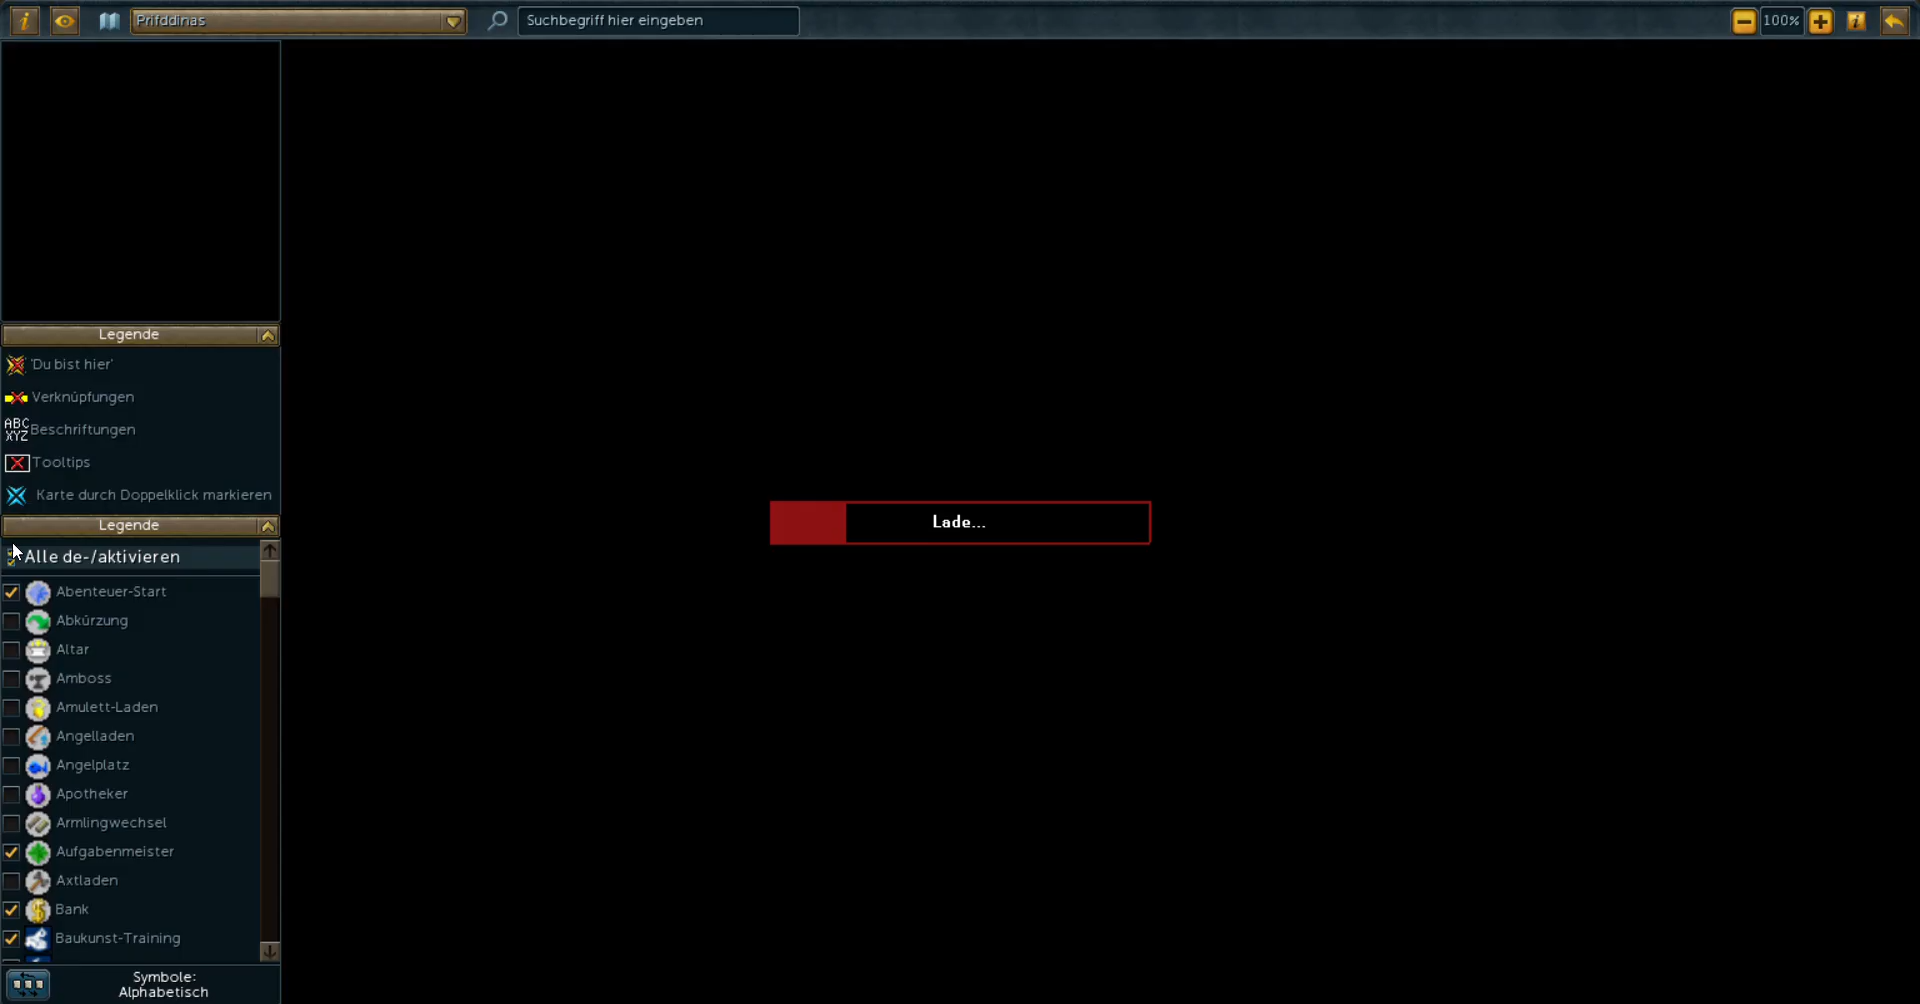 Prifddinas
Suchbegriff hier eingeben
100%
Legende
'Du bist hier'
Verknüpfungen
ABC
XYZ
Beschriftungen
Tooltips
Karte durch Doppelklick markieren
Legende
Alle de-/aktivieren
Abenteuer-Start
Abkürzung
Altar
Amboss
Amulett-Laden
Angelladen
Angelplatz
Apotheker
Armlingwechsel
Aufgabenmeister
Axtladen
Bank
Baukunst-Training
Symbole:
Alphabetisch
Lade...